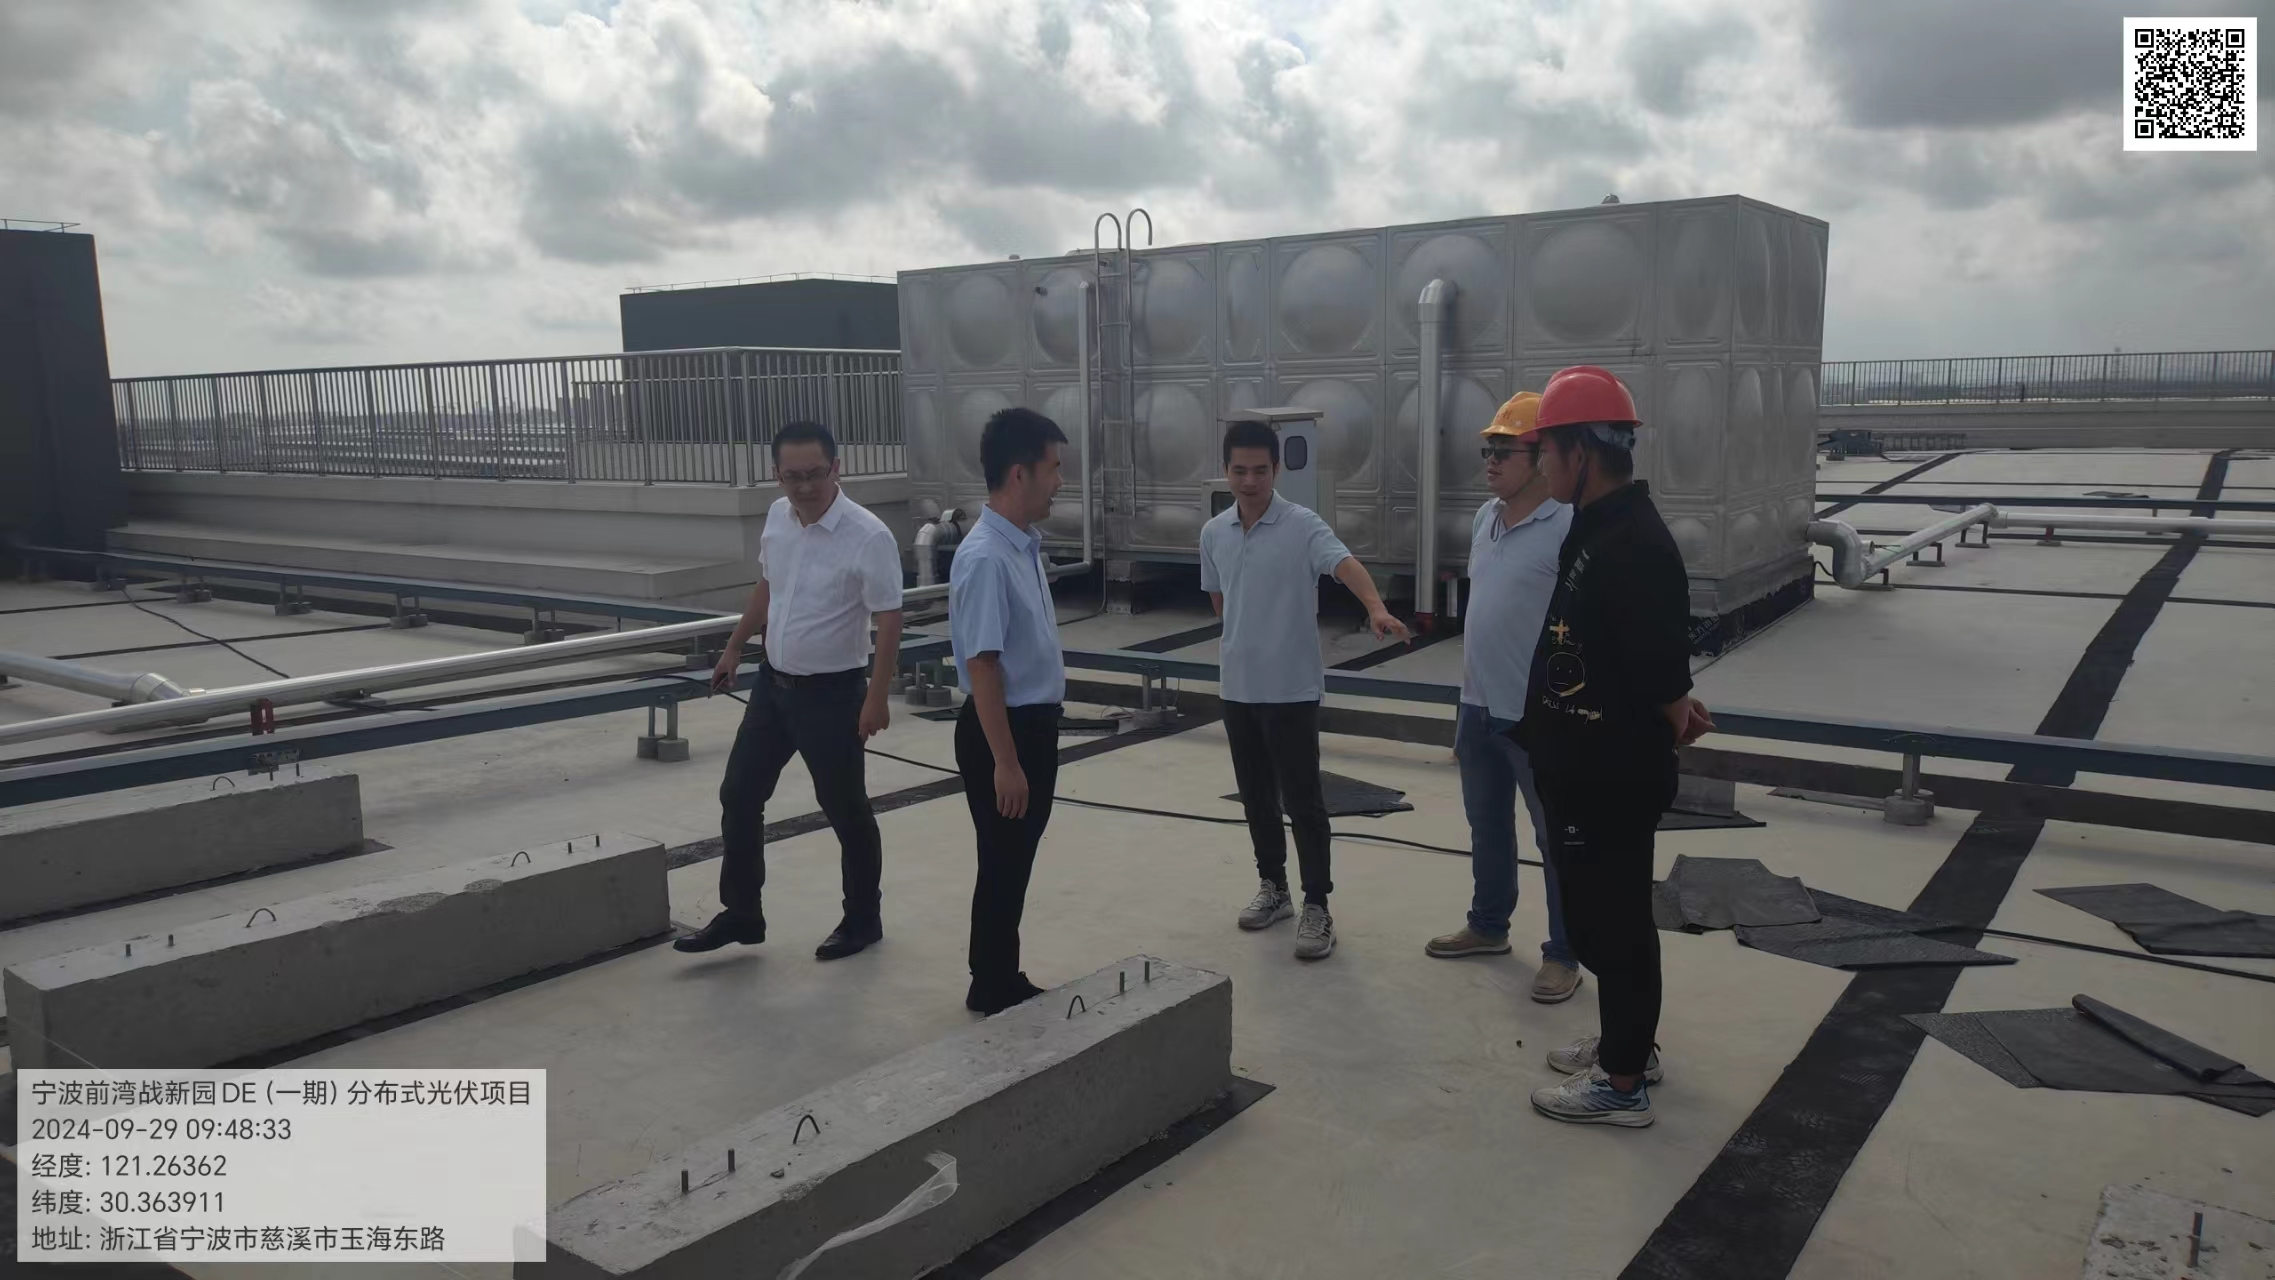 宁波前湾战新园DE（一期）分布式光伏项目
2024-09-29 09:48:33
经度: 121.26362
纬度: 30.363911
地址: 浙江省宁波市慈溪市玉海东路